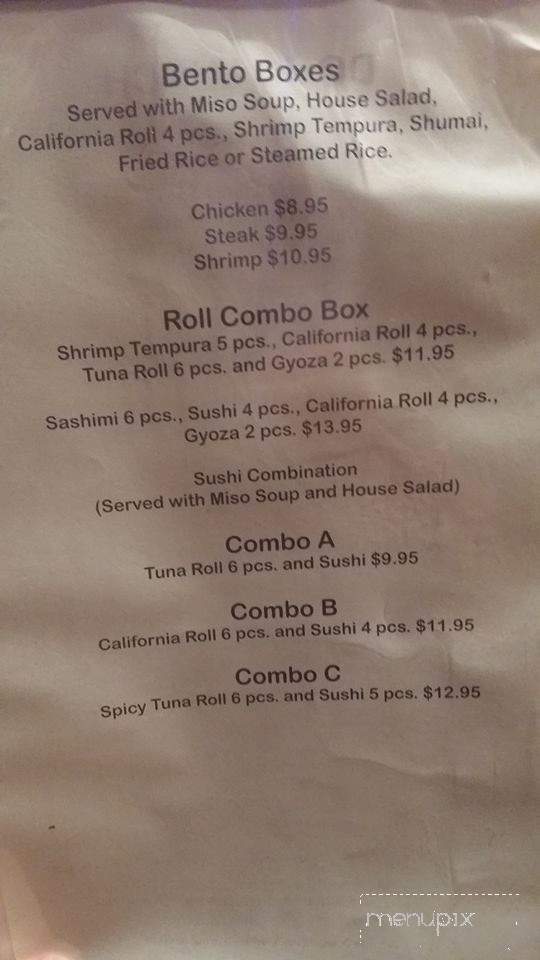 Bento Boxes
Served with Miso Soup, House Salad,
California Roll 4 pcs., Shrimp Tempura, Shumai,
Fried Rice or Steamed Rice.
Chicken $8.95
Steak $9.95
Shrimp $10.95
Roll Combo Box
Shrimp Tempura 5 pcs., California Roll 4 pcs.,
Tuna Roll 6 pcs. and Gyoza 2 pcs. $11.95
Sashimi 6 pcs., Sushi 4 pcs., California Roll 4 pcs.,
Gyoza 2 pcs. $13.95
Sushi Combination
(Served with Miso Soup and House Salad)
Combo A
Tuna Roll 6 pcs. and Sushi $9.95
Combo B
California Roll 6 pcs. and Sushi 4 pcs. $11.95
Combo C
Spicy Tuna Roll 6 pcs. and Sushi 5 pcs. $12.95
menupix